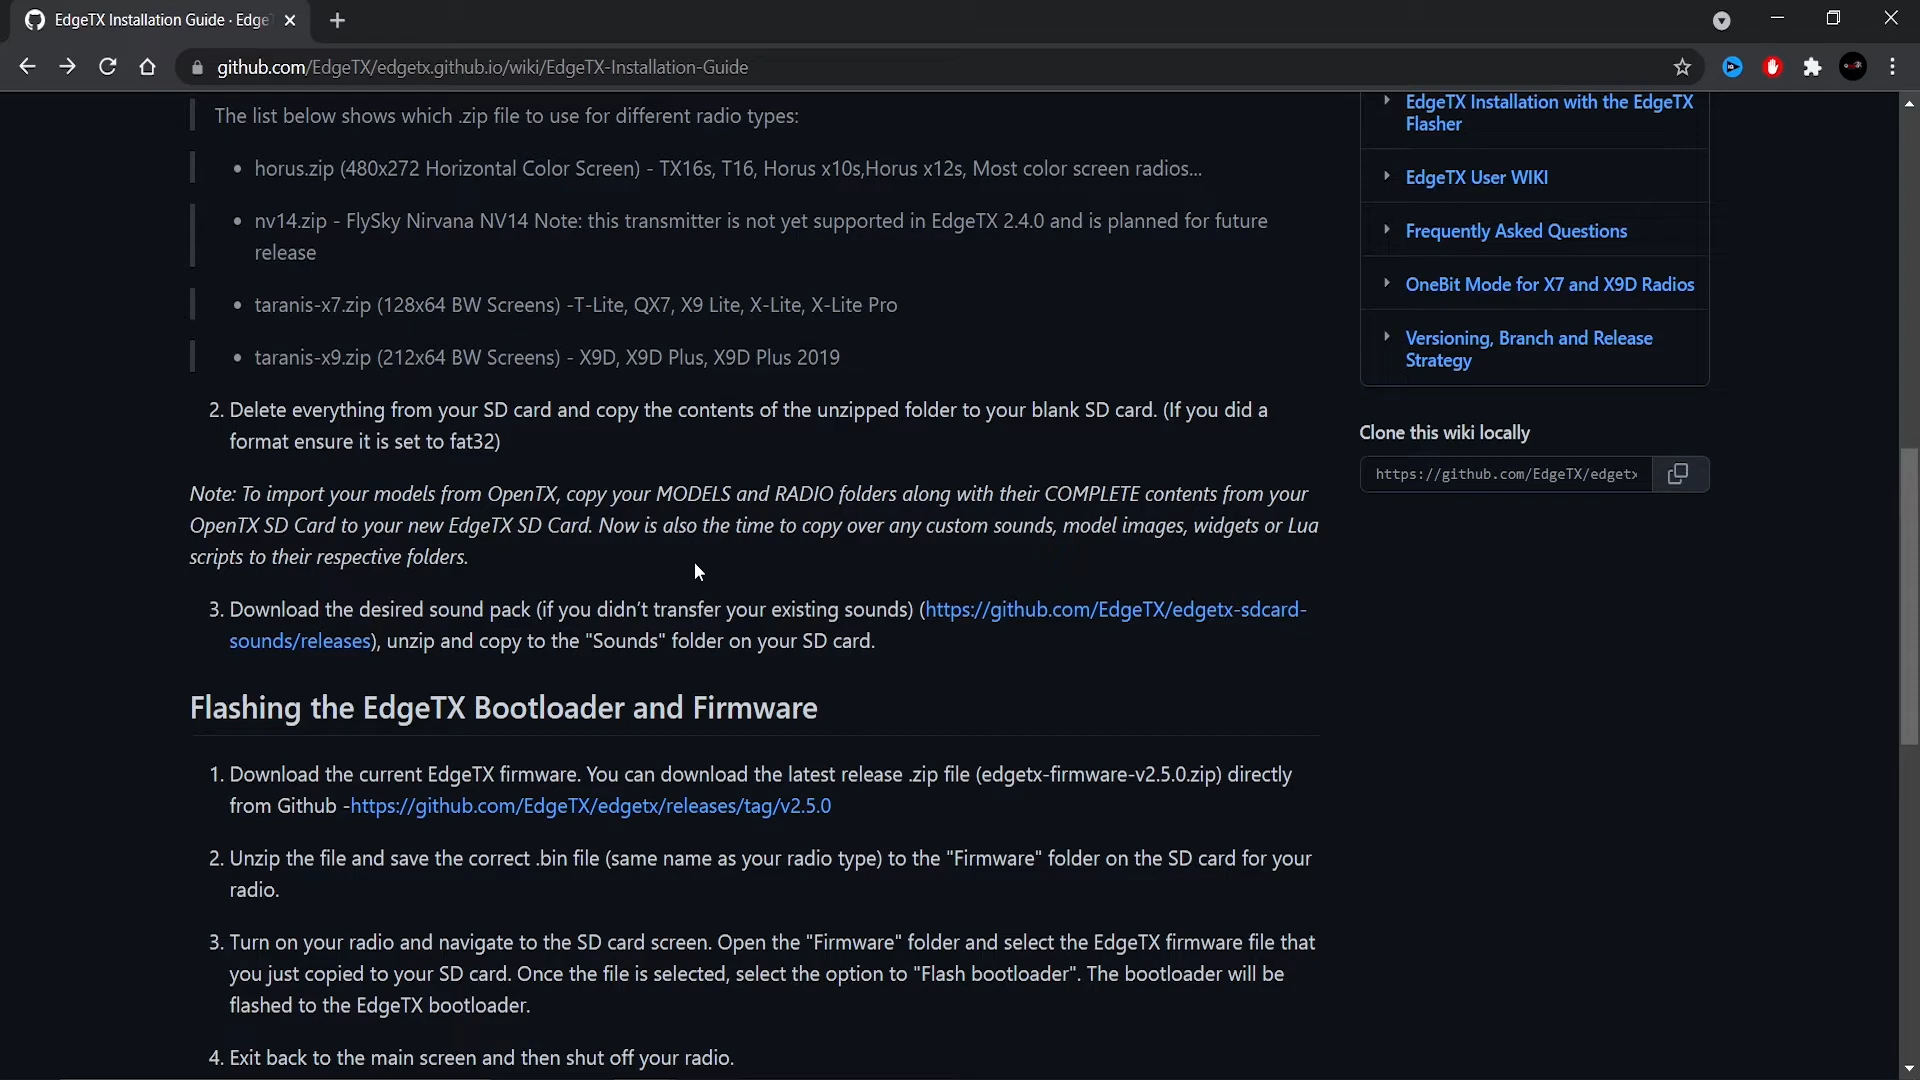 EdgeTX Installation Guide · Edge
github.com/EdgeTX/edgetx.github.io/wiki/EdgeTX-Installation-Guide
The list below shows which .zip file to use for different radio types:
• horus.zip (480x272 Horizontal Color Screen) - TX16s, T16, Horus x10s,Horus x12s, Most color screen radios...
• nv14.zip - FlySky Nirvana NV14 Note: this transmitter is not yet supported in EdgeTX 2.4.0 and is planned for future
release
• taranis-x7.zip (128x64 BW Screens) -T-Lite, QX7, X9 Lite, X-Lite, X-Lite Pro
• taranis-x9.zip (212x64 BW Screens) - X9D, X9D Plus, X9D Plus 2019
2. Delete everything from your SD card and copy the contents of the unzipped folder to your blank SD card. (If you did a
format ensure it is set to fat32)
Note: To import your models from OpenTX, copy your MODELS and RADIO folders along with their COMPLETE contents from your
OpenTX SD Card to your new EdgeTX SD Card. Now is also the time to copy over any custom sounds, model images, widgets or Lua
scripts to their respective folders.
3. Download the desired sound pack (if you didn't transfer your existing sounds) (https://github.com/EdgeTX/edgetx-sdcard-
sounds/releases), unzip and copy to the "Sounds" folder on your SD card.
Flashing the EdgeTX Bootloader and Firmware
1. Download the current EdgeTX firmware. You can download the latest release .zip file (edgetx-firmware-v2.5.0.zip) directly
from Github -https://github.com/EdgeTX/edgetx/releases/tag/v2.5.0
2. Unzip the file and save the correct .bin file (same name as your radio type) to the "Firmware" folder on the SD card for your
radio.
3. Turn on your radio and navigate to the SD card screen. Open the "Firmware" folder and select the EdgeTX firmware file that
you just copied to your SD card. Once the file is selected, select the option to "Flash bootloader". The bootloader will be
flashed to the EdgeTX bootloader.
4. Exit back to the main screen and then shut off your radio.
EdgeTX Installation with the EdgeTX
Flasher
EdgeTX User WIKI
Frequently Asked Questions
OneBit Mode for X7 and X9D Radios
Versioning, Branch and Release
Strategy
Clone this wiki locally
https://github.com/EdgeTX/edgetx